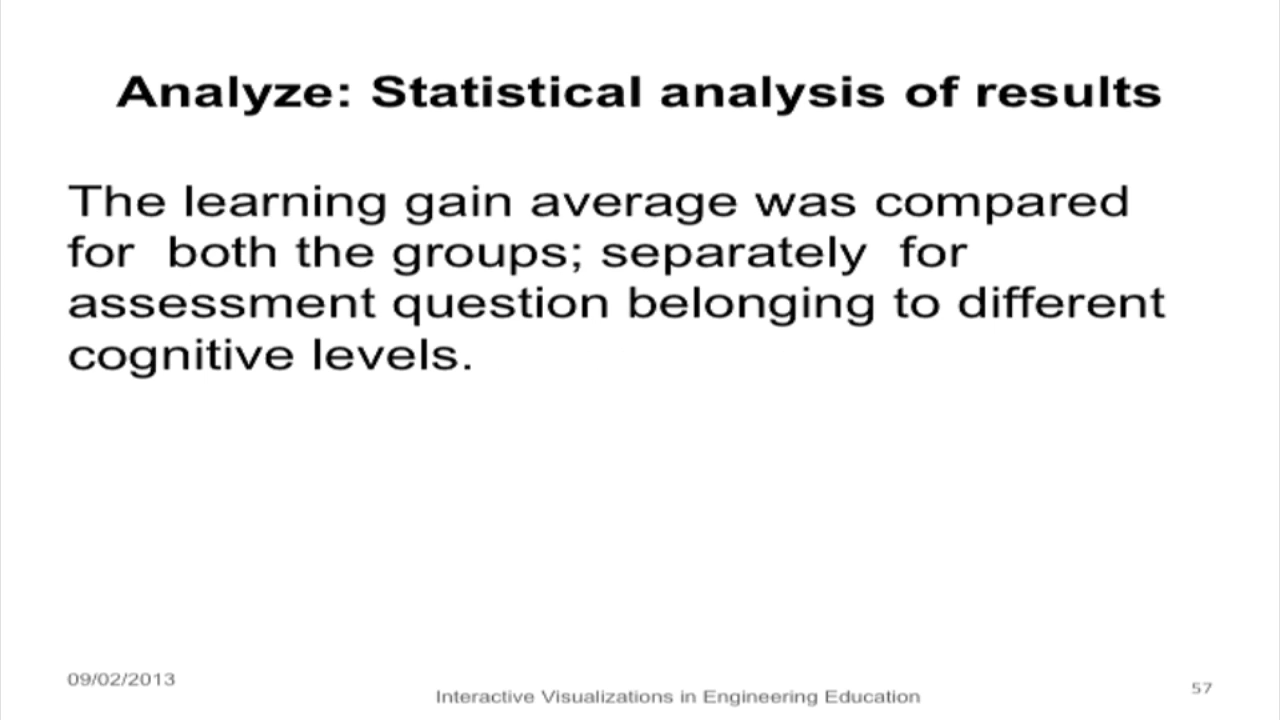 Analyze: Statistical analysis of results
The learning gain average was compared
for both the groups; separately for
assessment question belonging to different
cognitive levels.
09/02/2013
Interactive Visualizations in Engineering Education
57